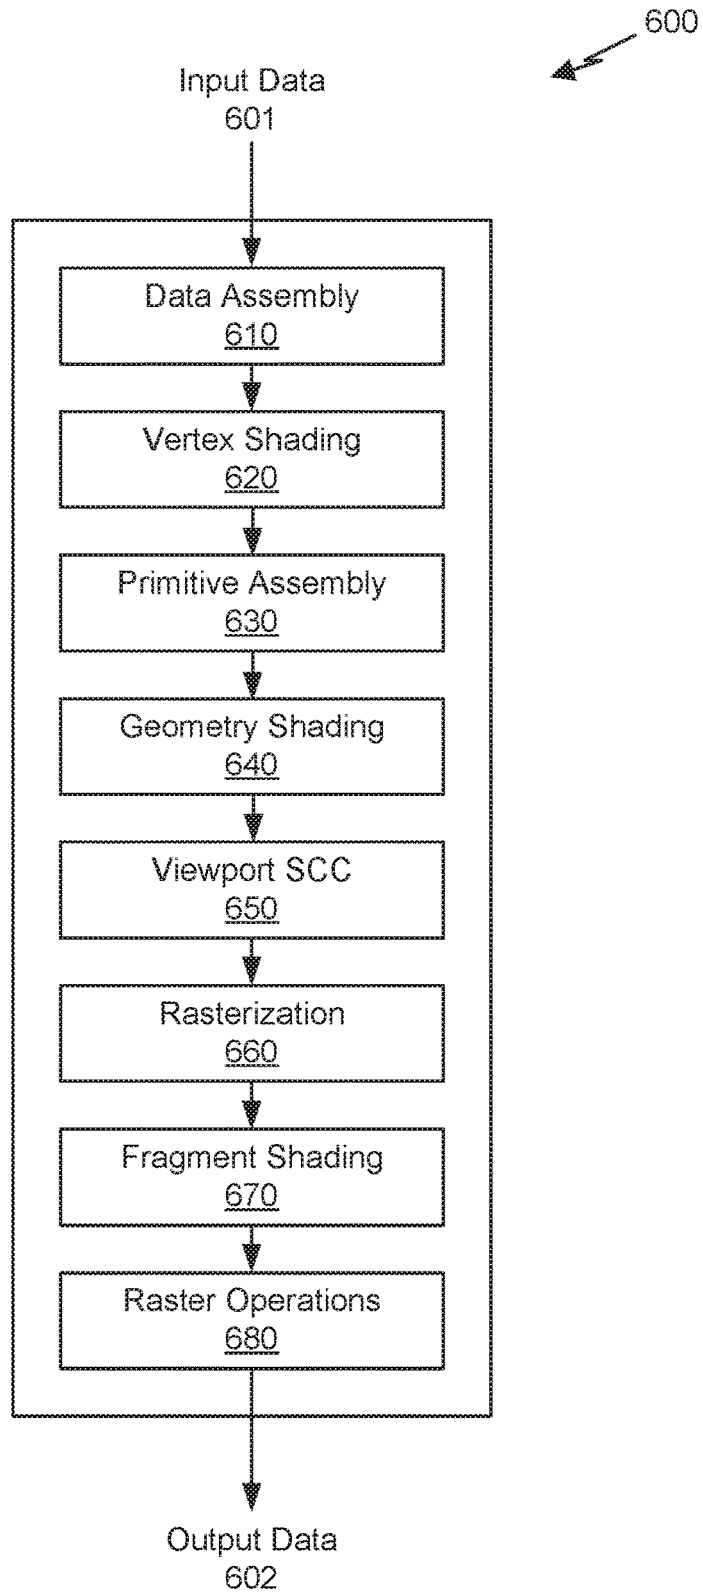 600
Input Data
601
Data Assembly
610
Vertex Shading
620
Primitive Assembly
630
Geometry Shading
640
Viewport SCC
650
Rasterization
660
Fragment Shading
670
Raster Operations
680
Output Data
602